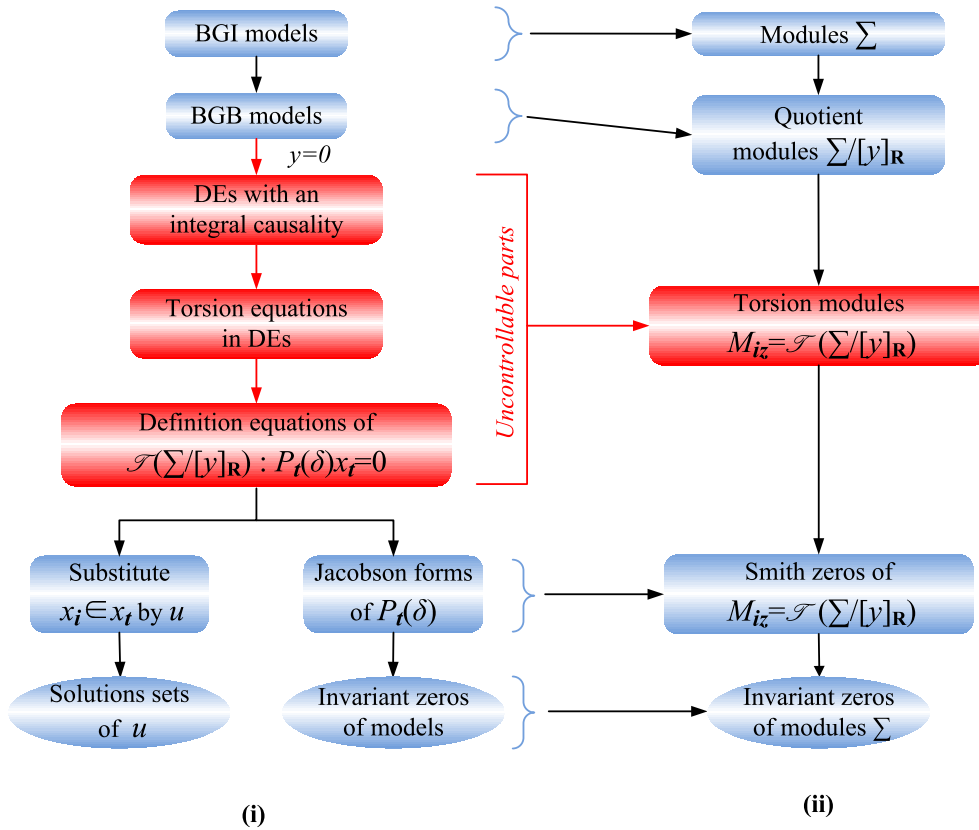 BGI models
BGB models
y=0
DEs with an
integral causality
Torsion equations
in DEs
Definition equations of
𝒯(∑/[y]R) : Pt(δ)xt=0
Substitute
xi∈xt by u
Jacobson forms
of Pt(δ)
Solutions sets
of u
Invariant zeros
of models
(i)
Uncontrollable parts
Modules ∑
Quotient
modules ∑/[y]R
Torsion modules
Miz=𝒯(∑/[y]R)
Smith zeros of
Miz=𝒯(∑/[y]R)
Invariant zeros
of modules ∑
(ii)